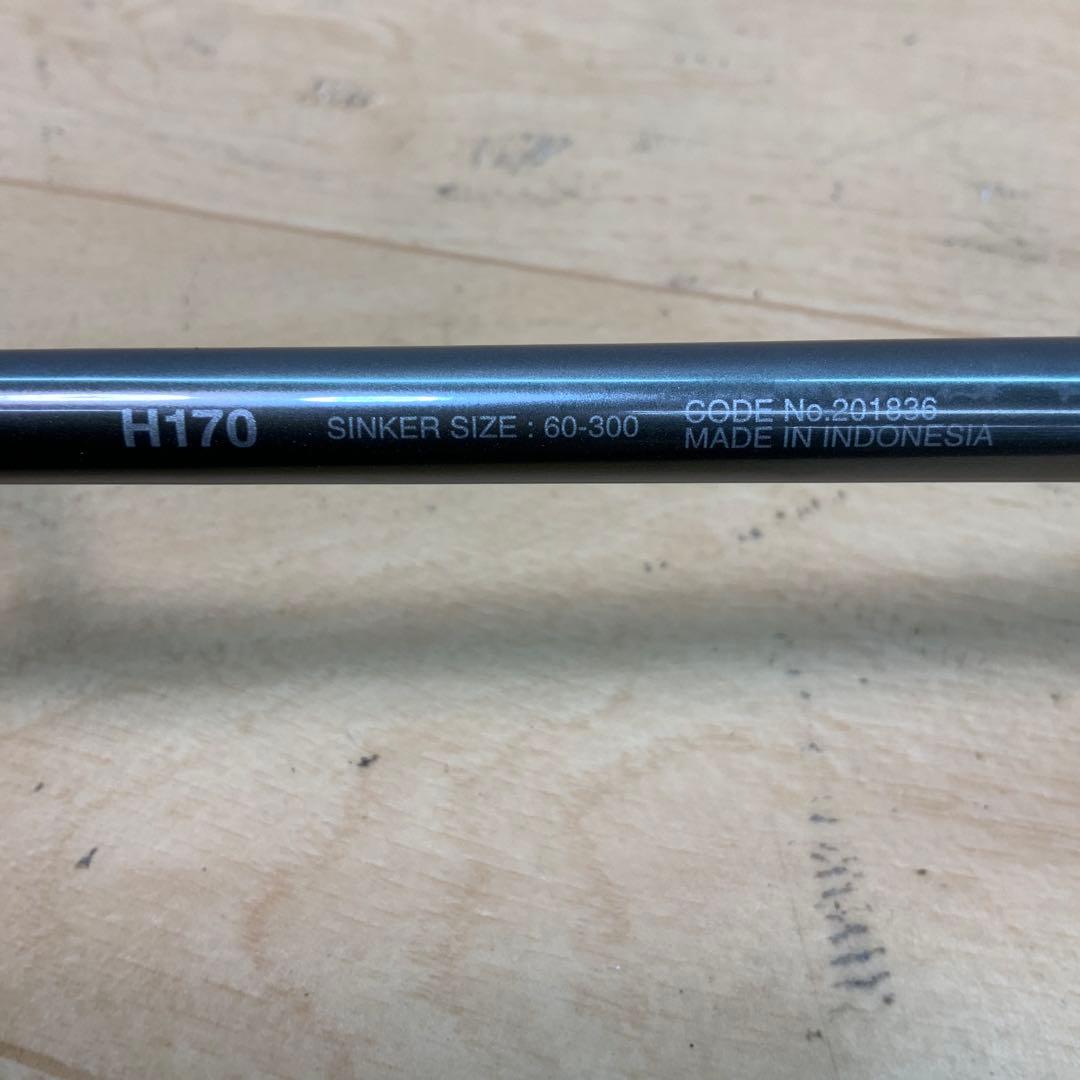 H170
SINKER SIZE : 60-300
CODE No.201836
MADE IN INDONESIA